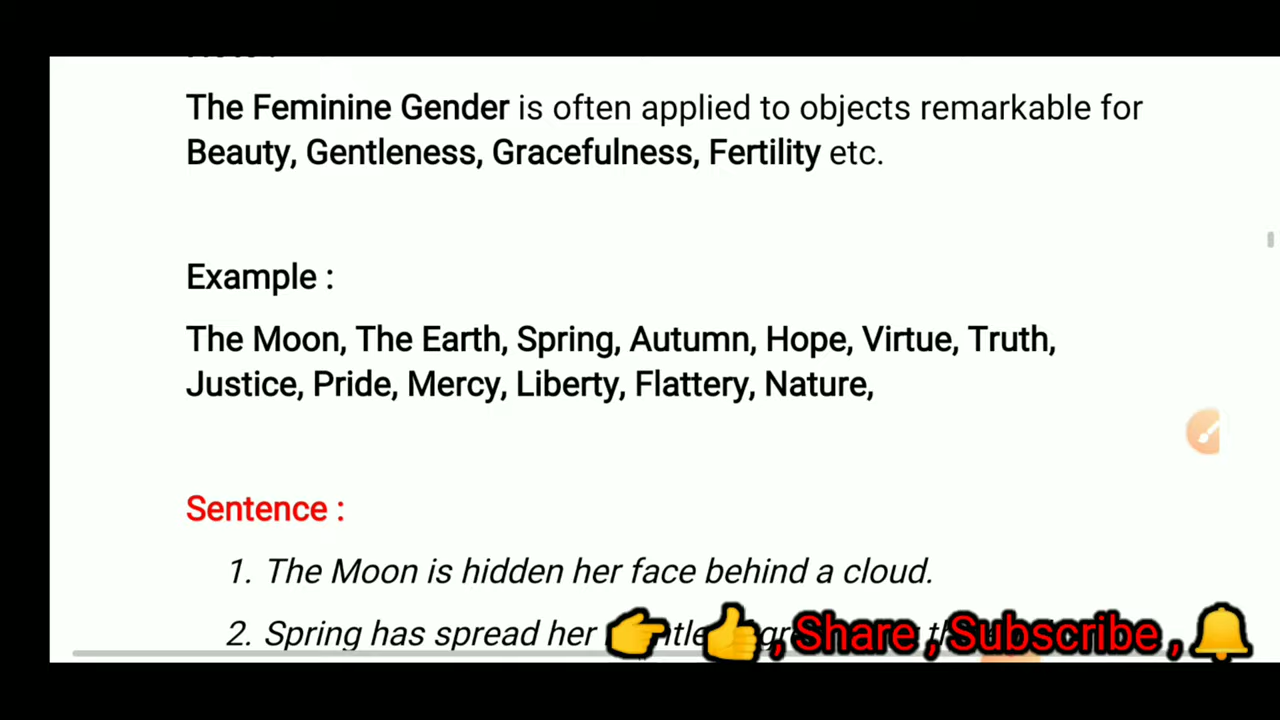 The Feminine Gender is often applied to objects remarkable for
Beauty, Gentleness, Gracefulness, Fertility etc.
Example :
The Moon, The Earth, Spring, Autumn, Hope, Virtue, Truth,
Justice, Pride, Mercy, Liberty, Flattery, Nature,
Sentence :
1. The Moon is hidden her face behind a cloud.
2. Spring has spread her
👉 👍, Share , Subscribe , 🔔